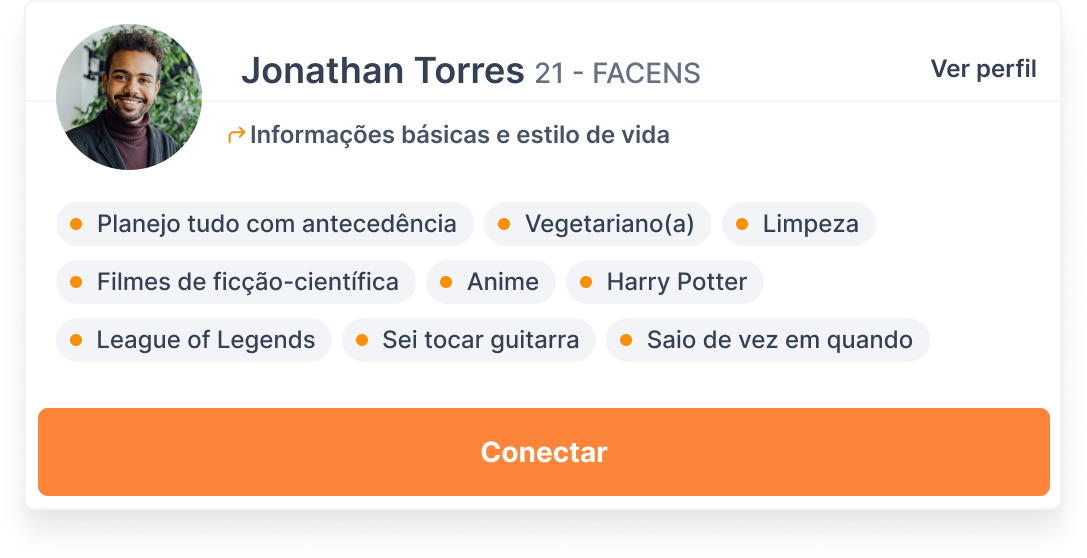 Jonathan Torres 21 - FACENS
Ver perfil
Informações básicas e estilo de vida
Planejo tudo com antecedência
Vegetariano(a)
Limpeza
Filmes de ficção-científica
Anime
Harry Potter
League of Legends
Sei tocar guitarra
Saio de vez em quando
Conectar